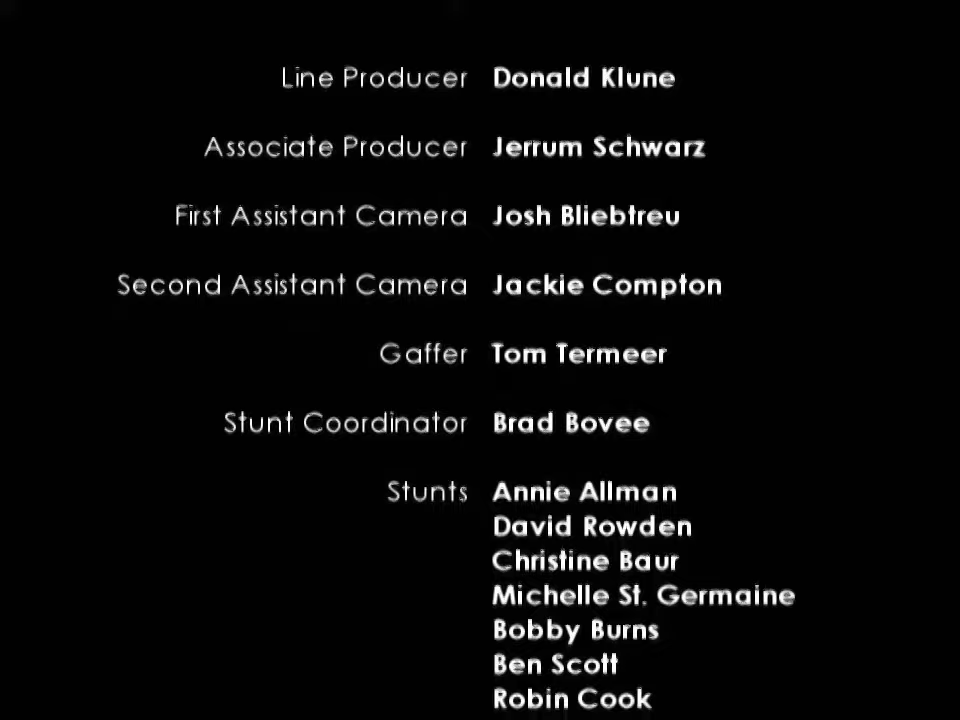 Line Producer Donald Klune
Associate Producer Jerrum Schwarz
First Assistant Camera Josh Bliebtreu
Second Assistant Camera Jackie Compton
Gaffer Tom Termeer
Stunt Coordinator Brad Bovee
Stunts Annie Allman
David Rowden
Christine Baur
Michelle St. Germaine
Bobby Burns
Ben Scott
Robin Cook